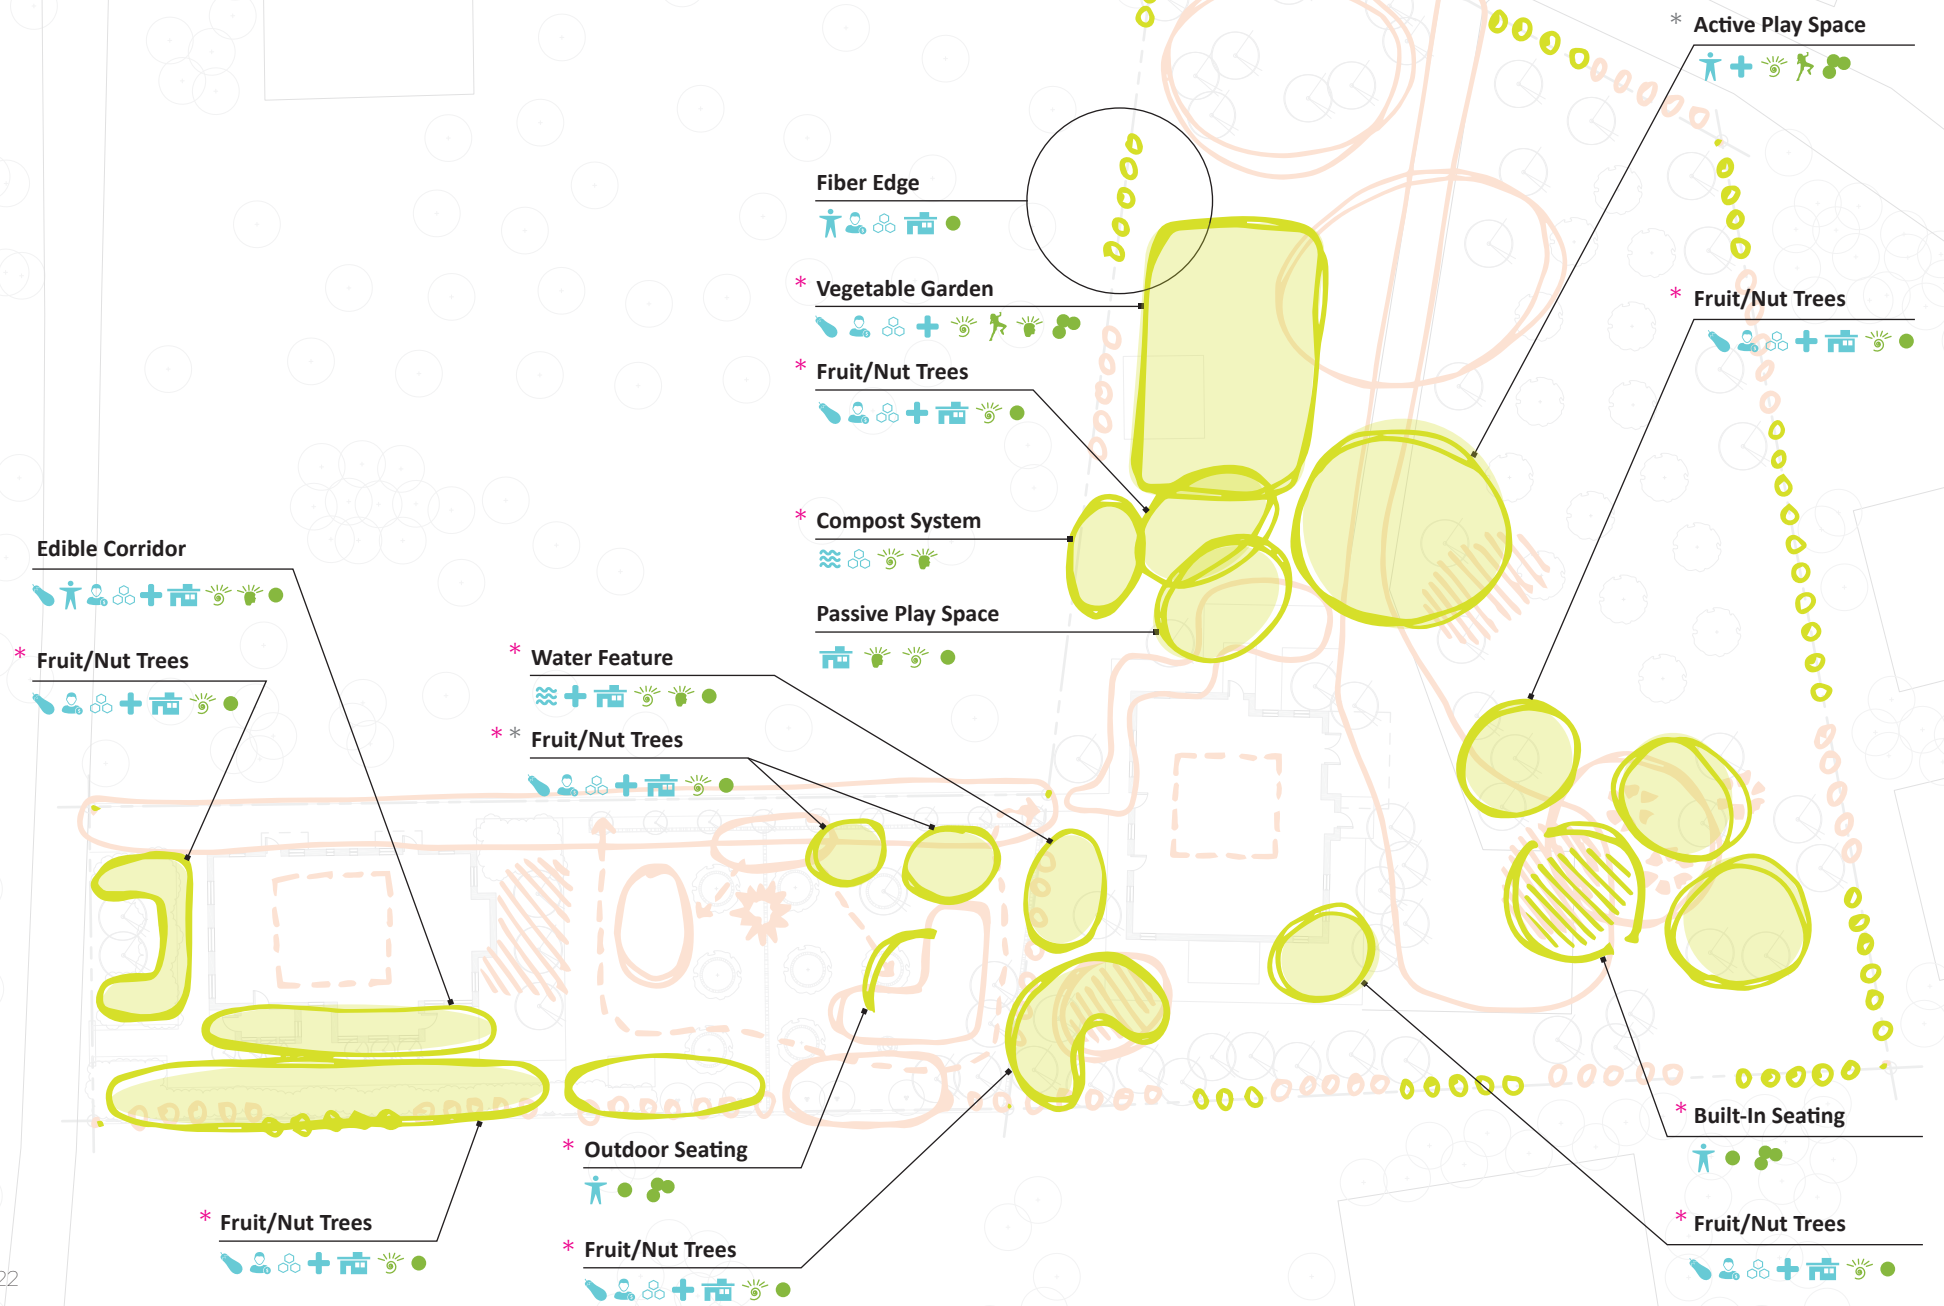 * Active Play Space
Fiber Edge
* Vegetable Garden
* Fruit/Nut Trees
* Fruit/Nut Trees
* Compost System
Edible Corridor
Passive Play Space
* Fruit/Nut Trees
* Water Feature
* * Fruit/Nut Trees
* Built-In Seating
* Outdoor Seating
* Fruit/Nut Trees
* Fruit/Nut Trees
* Fruit/Nut Trees
22